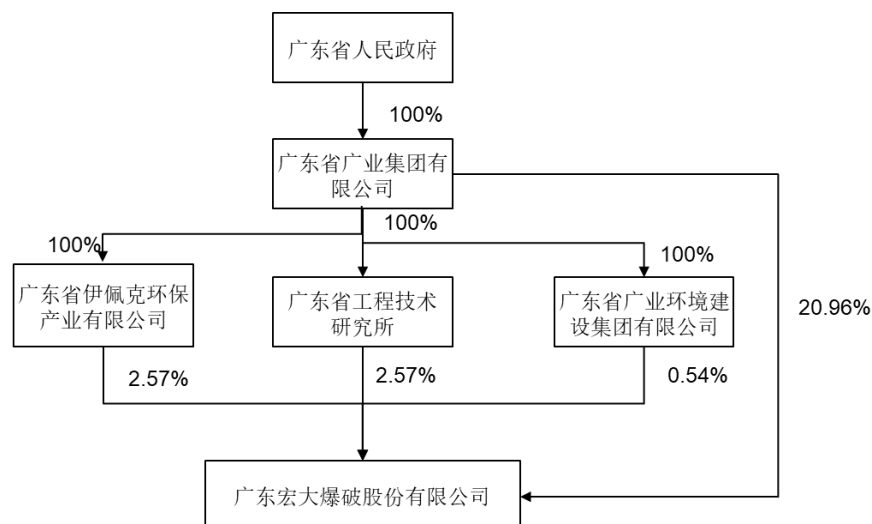 广东省人民政府
100%
广东省广业集团有
限公司
100%
100%
100%
广东省伊佩克环保
产业有限公司
广东省工程技术
研究所
广东省广业环境建
设集团有限公司
20.96%
2.57%
2.57%
0.54%
广东宏大爆破股份有限公司